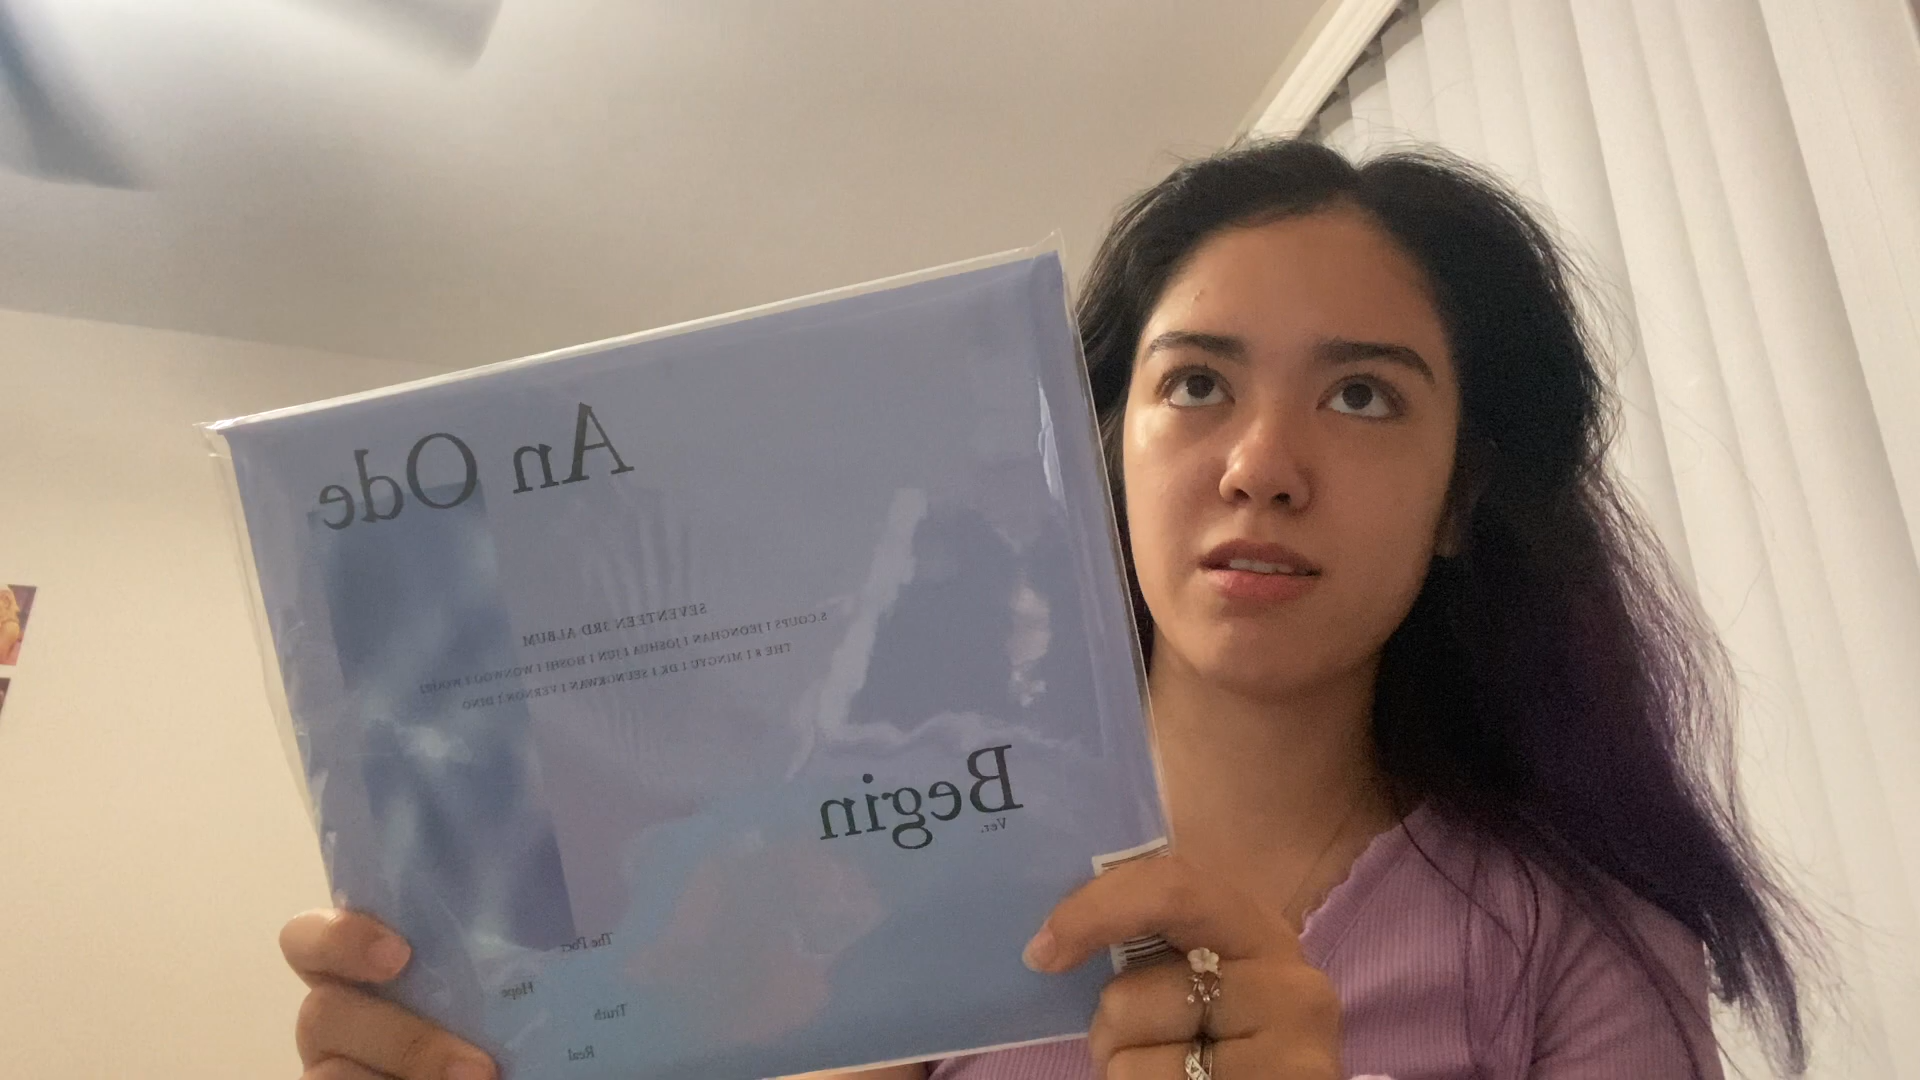 An Ode
SEVENTEEN 3RD ALBUM
S.COUPS I JEONGHAN I JOSHUA I JUN I HOSHI I WONWOO I WOOZI
THE 8 I MINGYU I DK I SEUNGKWAN I VERNON I DINO
Begin
Ver.
The Poet
Hope
Truth
Real